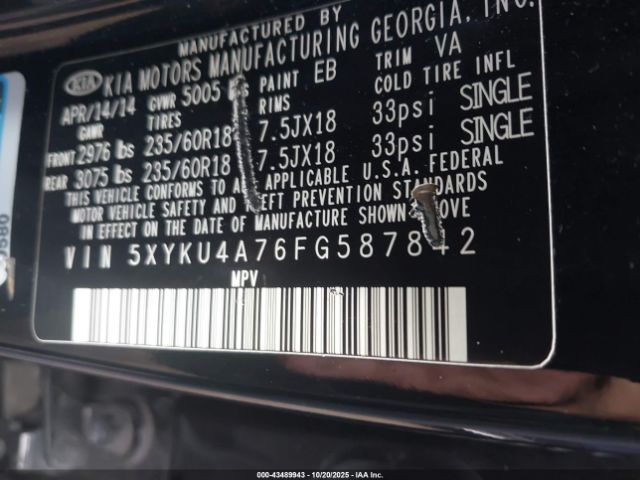 MANUFACTURED BY
KIA KIA MOTORS MANUFACTURING GEORGIA, INC.
APR/14/14 GVWR 5005 PAINT EB TRIM VA
GAWR TIRES RIMS COLD TIRE INFL
FRONT 2976 lbs 235/60R18 7.5JX18 33psi SINGLE
REAR 3075 lbs 235/60R18 7.5JX18 33psi SINGLE
THIS VEHICLE CONFORMS TO ALL APPLICABLE U.S.A. FEDERAL
MOTOR VEHICLE SAFETY AND THEFT PREVENTION STANDARDS
IN EFFECT ON THE DATE OF MANUFACTURE SHOWN ABOVE
VIN 5XYKU4A76FG587842
MPV
000-43489943 - 10/20/2025 - IAA Inc.